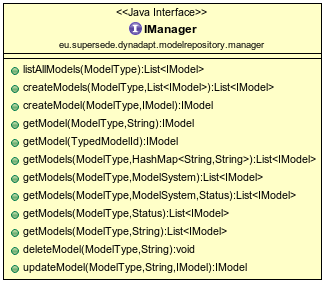 <<Java Interface>>
IManager
eu.supersede.dynadapt.modelrepository.manager
listAllModels(ModelType):List<IModel>
createModels(ModelType,List<IModel>):List<IModel>
createModel(ModelType,IModel):IModel
getModel(ModelType,String):IModel
getModel(TypedModelId):IModel
getModels(ModelType,HashMap<String,String>):List<IModel>
getModels(ModelType,ModelSystem):List<IModel>
getModels(ModelType,ModelSystem,Status):List<IModel>
getModels(ModelType,Status):List<IModel>
getModels(ModelType,String):List<IModel>
deleteModel(ModelType,String):void
updateModel(ModelType,String,IModel):IModel